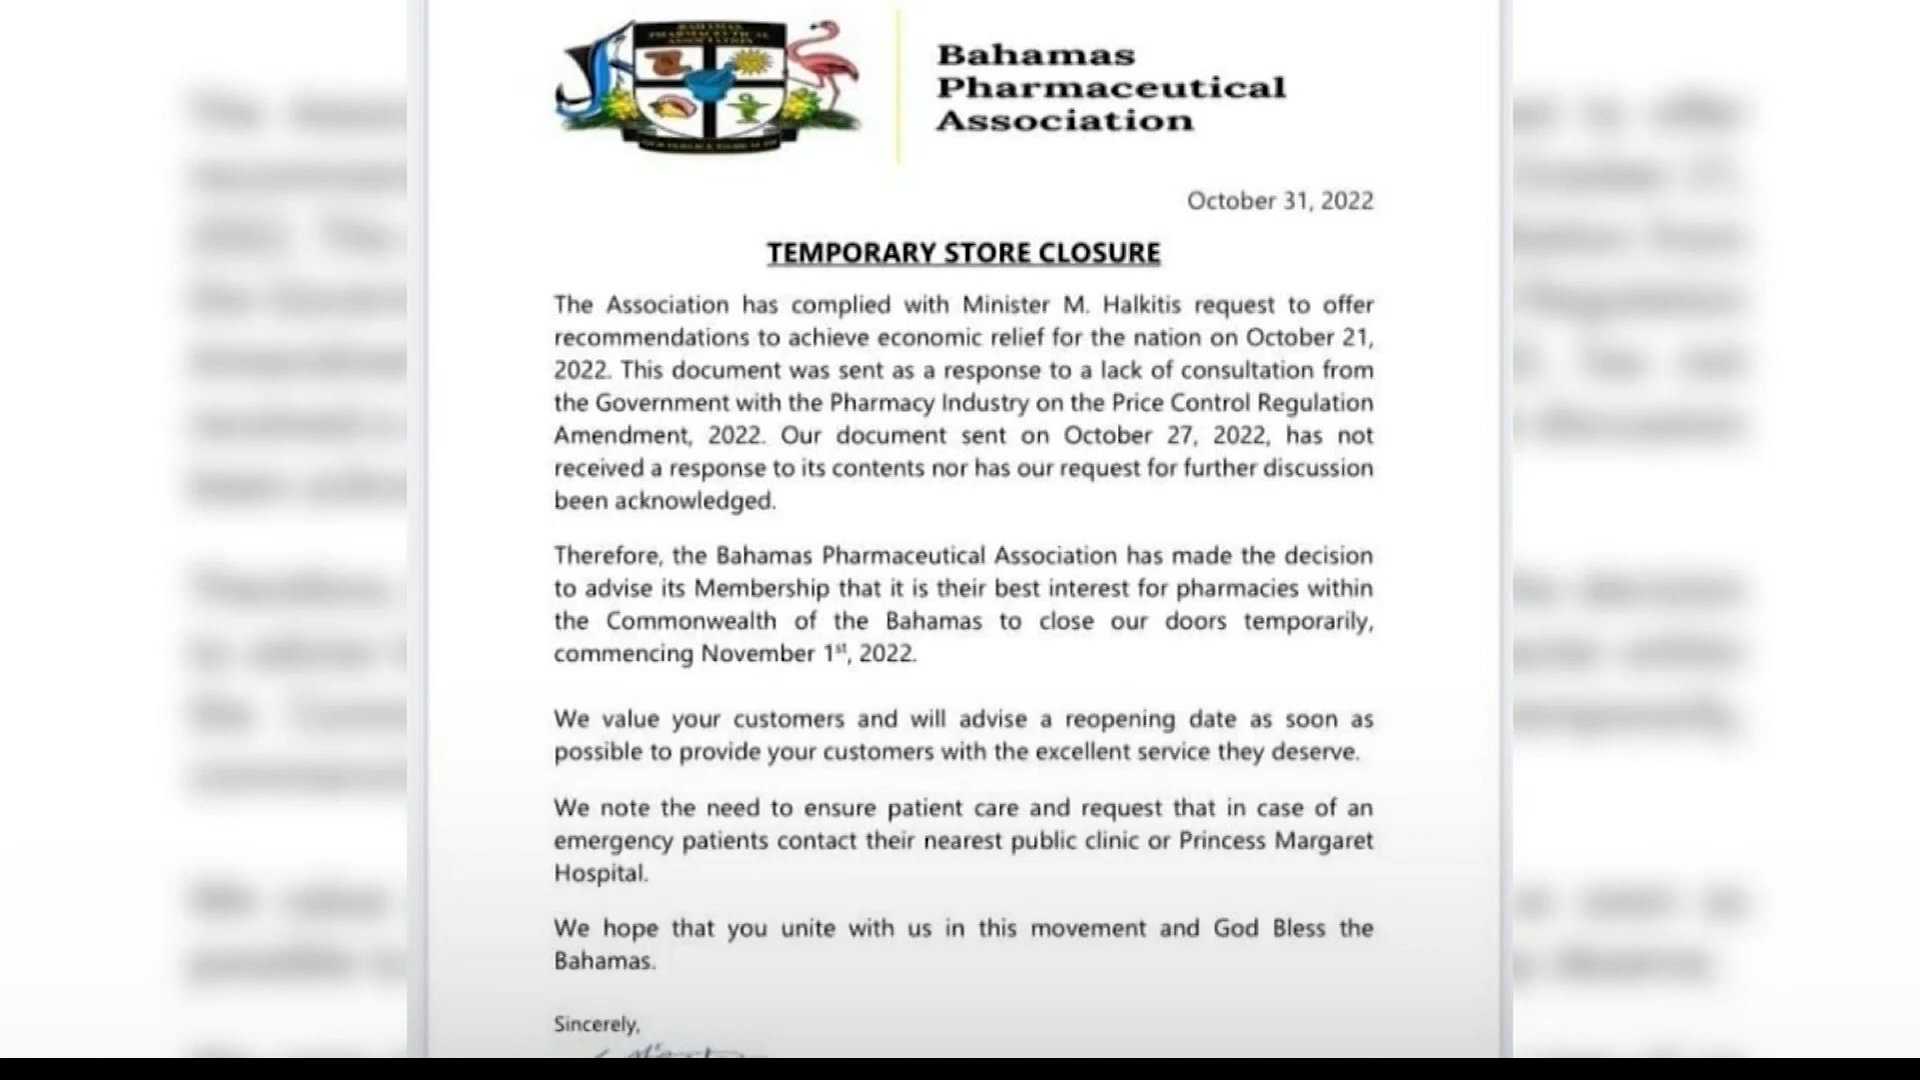 BAHAMAS
PHARMACEUTICAL
ASSOCIATION
Bahamas
Pharmaceutical
Association
October 31, 2022
TEMPORARY STORE CLOSURE
The Association has complied with Minister M. Halkitis request to offer
recommendations to achieve economic relief for the nation on October 21,
2022. This document was sent as a response to a lack of consultation from
the Government with the Pharmacy Industry on the Price Control Regulation
Amendment, 2022. Our document sent on October 27, 2022, has not
received a response to its contents nor has our request for further discussion
been acknowledged.
Therefore, the Bahamas Pharmaceutical Association has made the decision
to advise its Membership that it is their best interest for pharmacies within
the Commonwealth of the Bahamas to close our doors temporarily,
commencing November 1st, 2022.
We value your customers and will advise a reopening date as soon as
possible to provide your customers with the excellent service they deserve.
We note the need to ensure patient care and request that in case of an
emergency patients contact their nearest public clinic or Princess Margaret
Hospital.
We hope that you unite with us in this movement and God Bless the
Bahamas.
Sincerely,